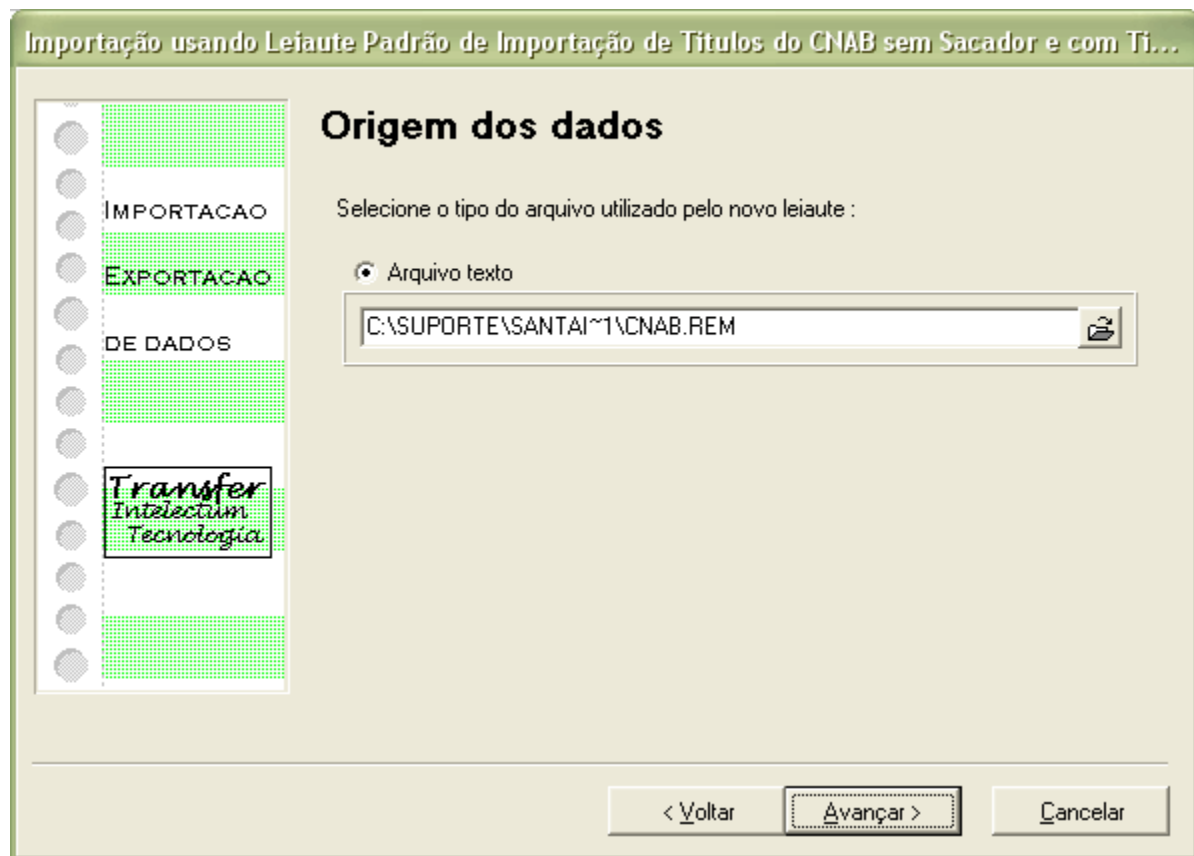 Importação usando Leiaute Padrão de Importação de Titulos do CNAB sem Sacador e com Ti...
Origem dos dados
IMPORTACAO
Selecione o tipo do arquivo utilizado pelo novo leiaute :
EXPORTACAO
Arquivo texto
C:\SUPORTE\SANTAI~1\CNAB.REM
DE DADOS
Transfer
Intelectum
Tecnologia
< Voltar
Avançar >
Cancelar